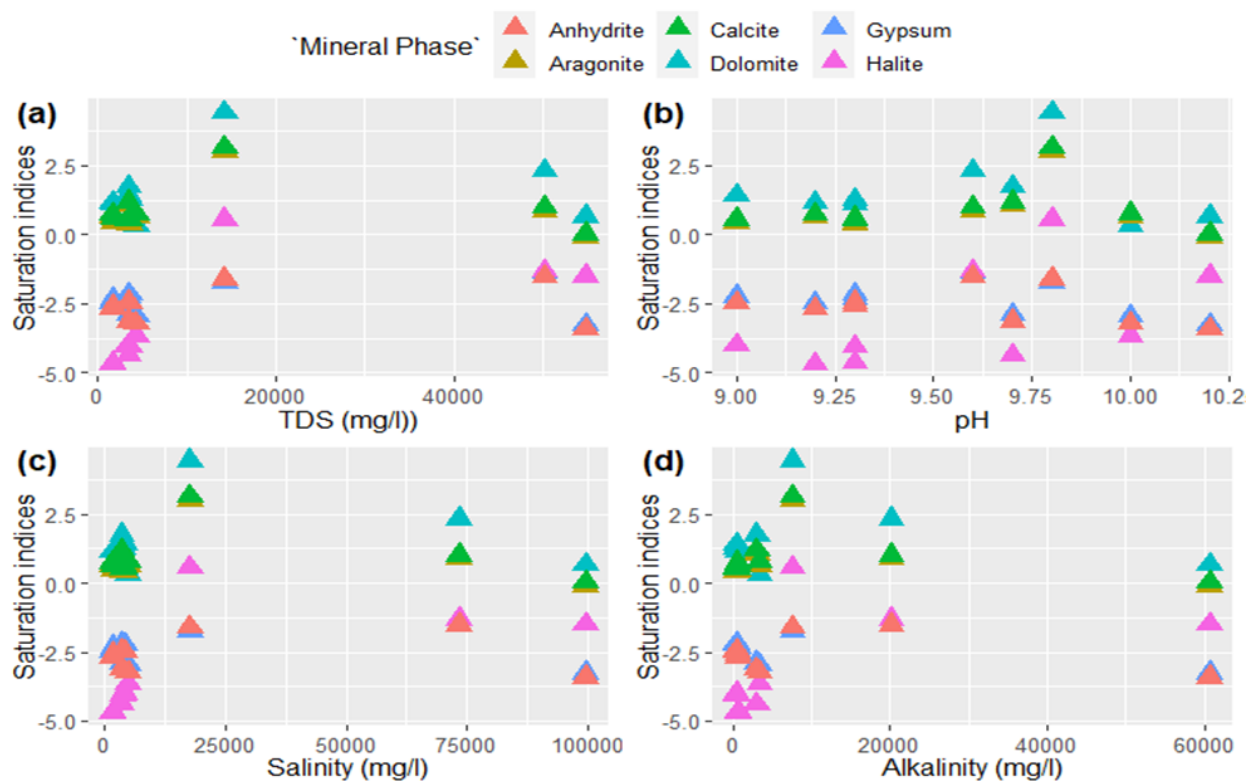 `Mineral Phase` Anhydrite Calcite Gypsum
Aragonite Dolomite Halite
(a) (b)
Saturation indices Saturation indices
2.5 2.5
0.0 0.0
-2.5 -2.5
-5.0 -5.0
0 20000 40000 9.00 9.25 9.50 9.75 10.00 10.2
TDS (mg/l)) pH
(c) (d)
Saturation indices Saturation indices
2.5 2.5
0.0 0.0
-2.5 -2.5
-5.0 -5.0
0 25000 50000 75000 100000 0 20000 40000 60000
Salinity (mg/l) Alkalinity (mg/l)